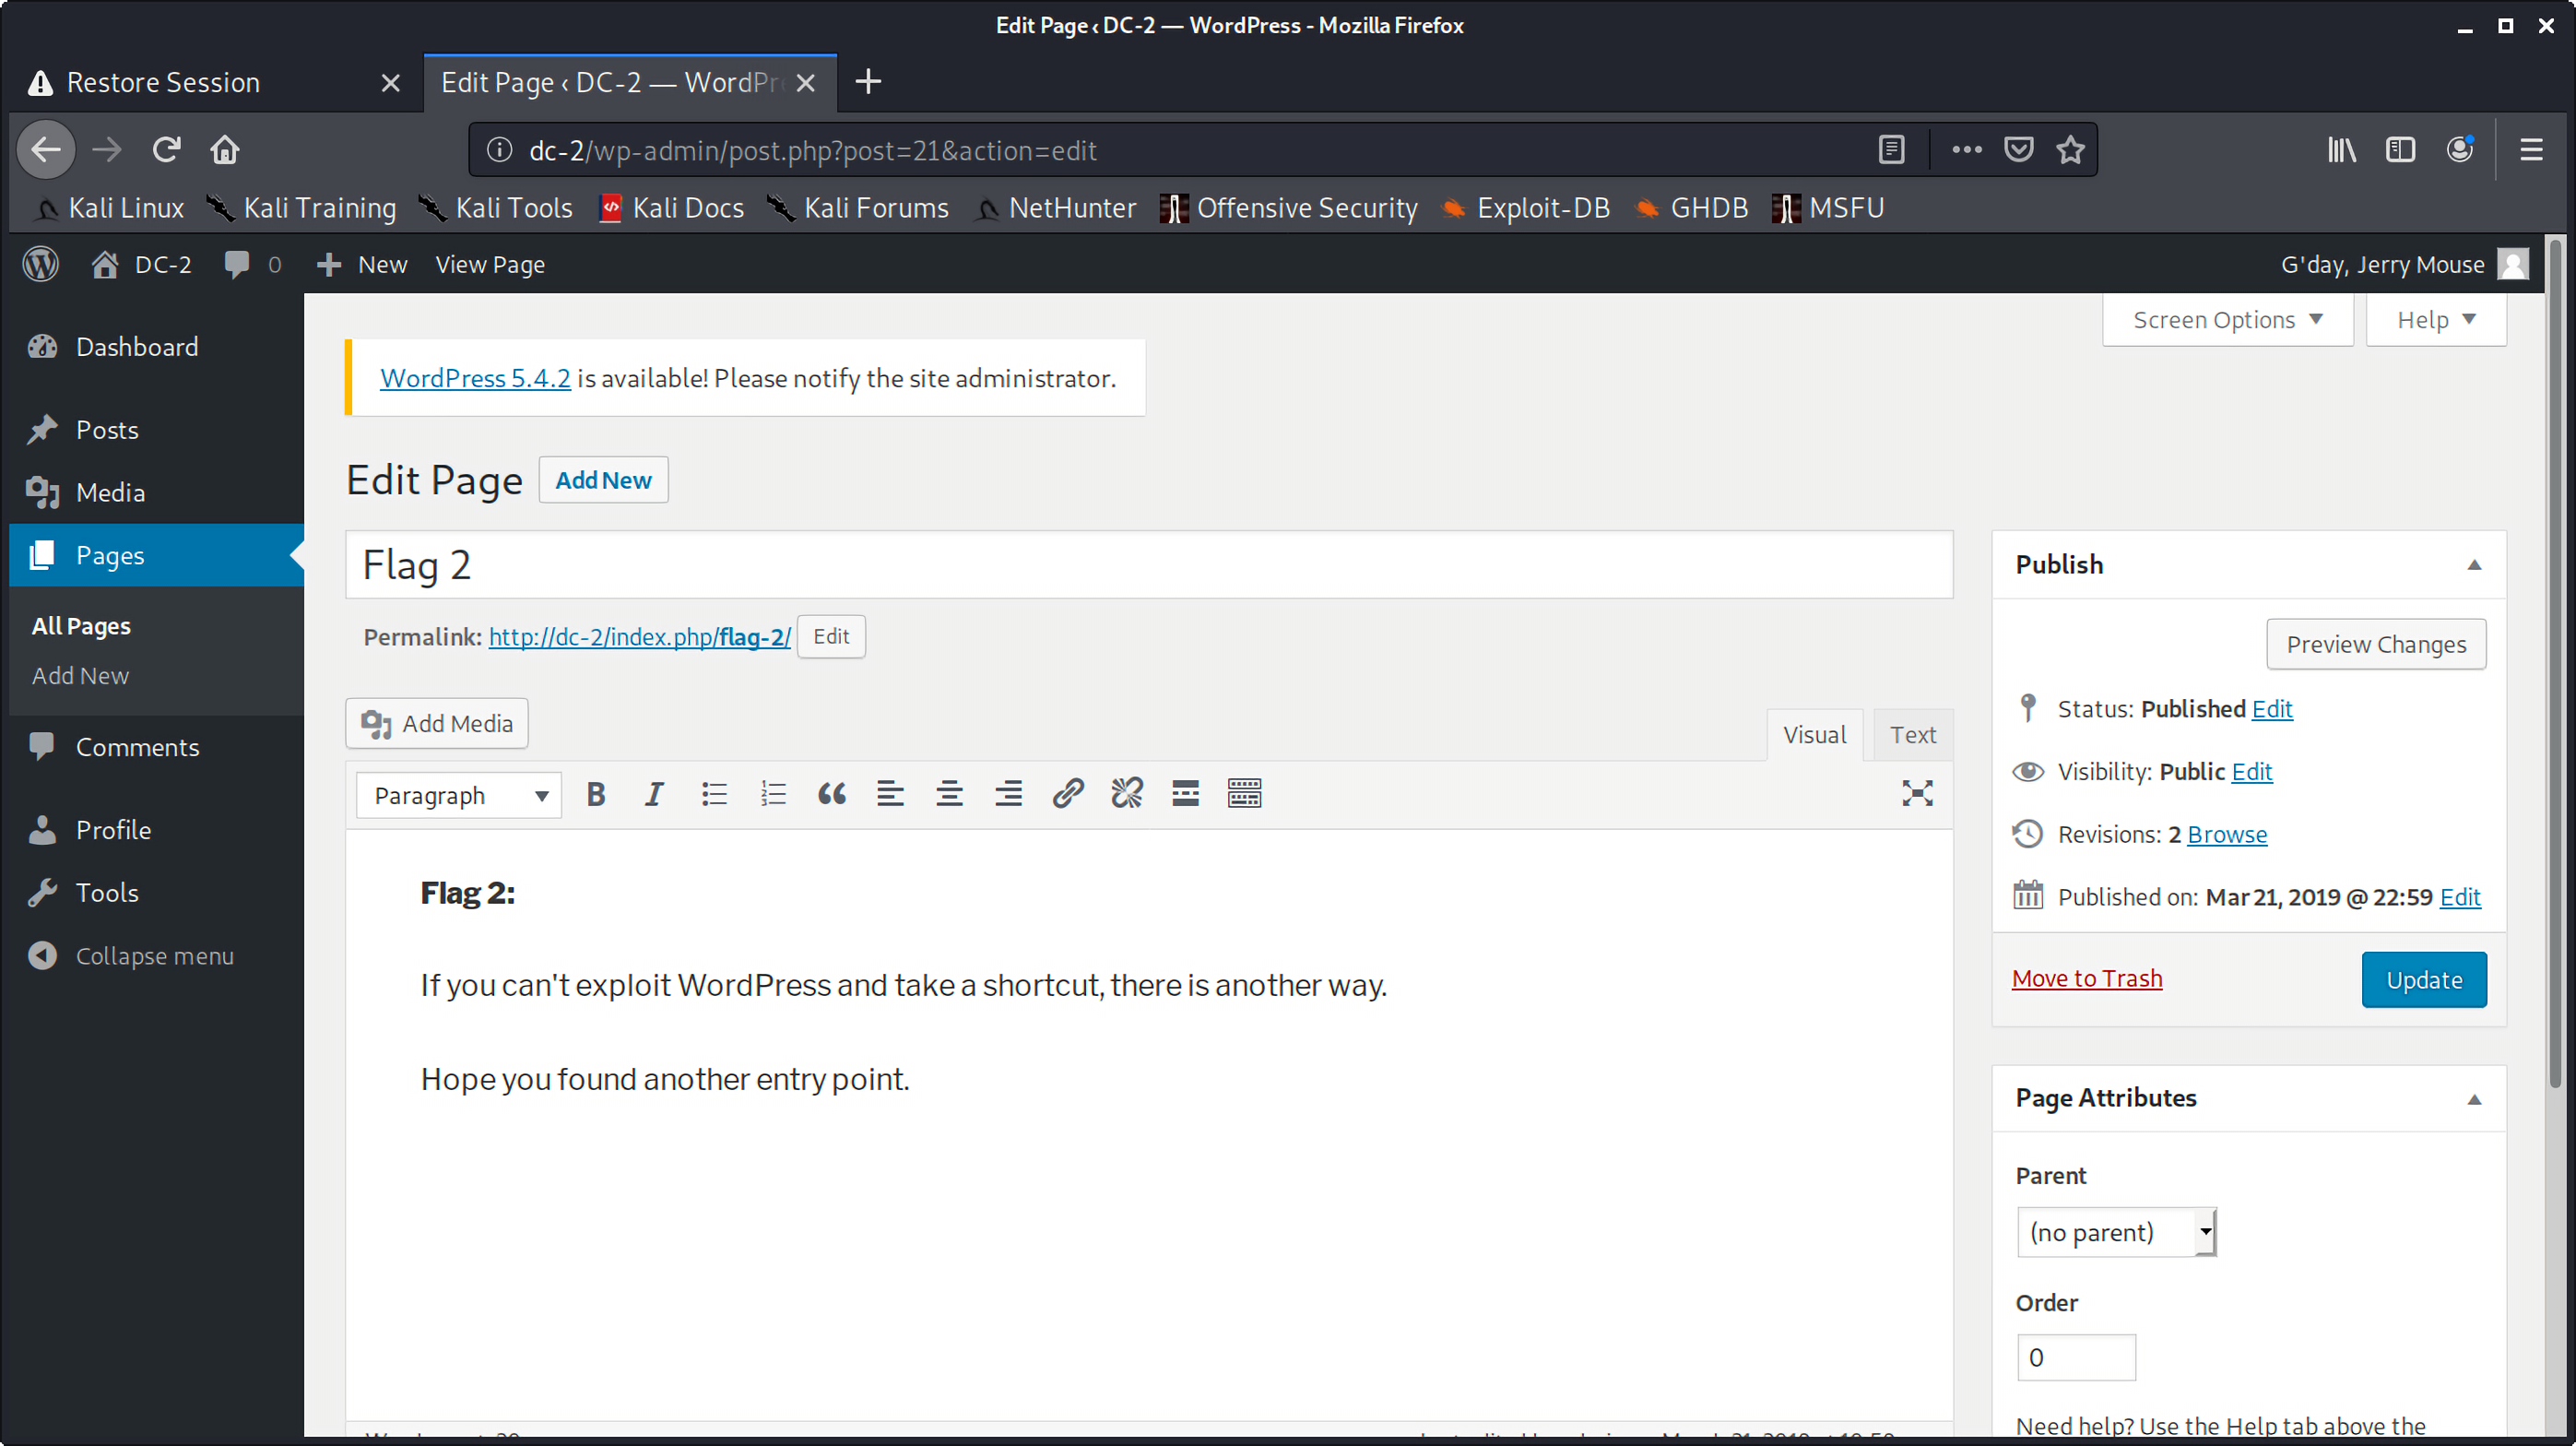 Edit Page ‹ DC-2 — WordPress - Mozilla Firefox
Restore Session
Edit Page ‹ DC-2 — WordPr
dc-2/wp-admin/post.php?post=21&action=edit
Kali Linux Kali Training Kali Tools Kali Docs Kali Forums NetHunter Offensive Security Exploit-DB GHDB MSFU
DC-2 0 New View Page G'day, Jerry Mouse
Screen Options Help
Dashboard
Posts
Media
Pages
All Pages
Add New
Comments
Profile
Tools
Collapse menu
WordPress 5.4.2 is available! Please notify the site administrator.
Edit Page Add New
Flag 2
Permalink: http://dc-2/index.php/flag-2/ Edit
Add Media
Visual Text
Paragraph
Flag 2:
If you can't exploit WordPress and take a shortcut, there is another way.
Hope you found another entry point.
Publish
Preview Changes
Status: Published Edit
Visibility: Public Edit
Revisions: 2 Browse
Published on: Mar 21, 2019 @ 22:59 Edit
Move to Trash Update
Page Attributes
Parent
(no parent)
Order
0
Need help? Use the Help tab above the